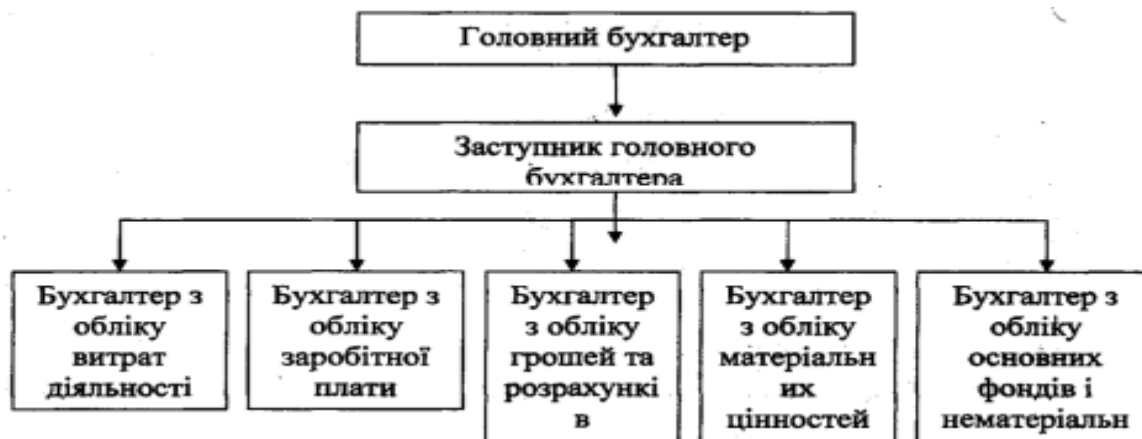 Головний бухгалтер
Заступник головного
бухгалтера
Бухгалтер з
обліку
витрат
діяльності
Бухгалтер з
обліку
заробітної
плати
Бухгалтер
з обліку
грошей та
розрахункі
в
Бухгалтер
з обліку
матеріальн
их
цінностей
Бухгалтер з
обліку
основних
фондів і
нематеріальн